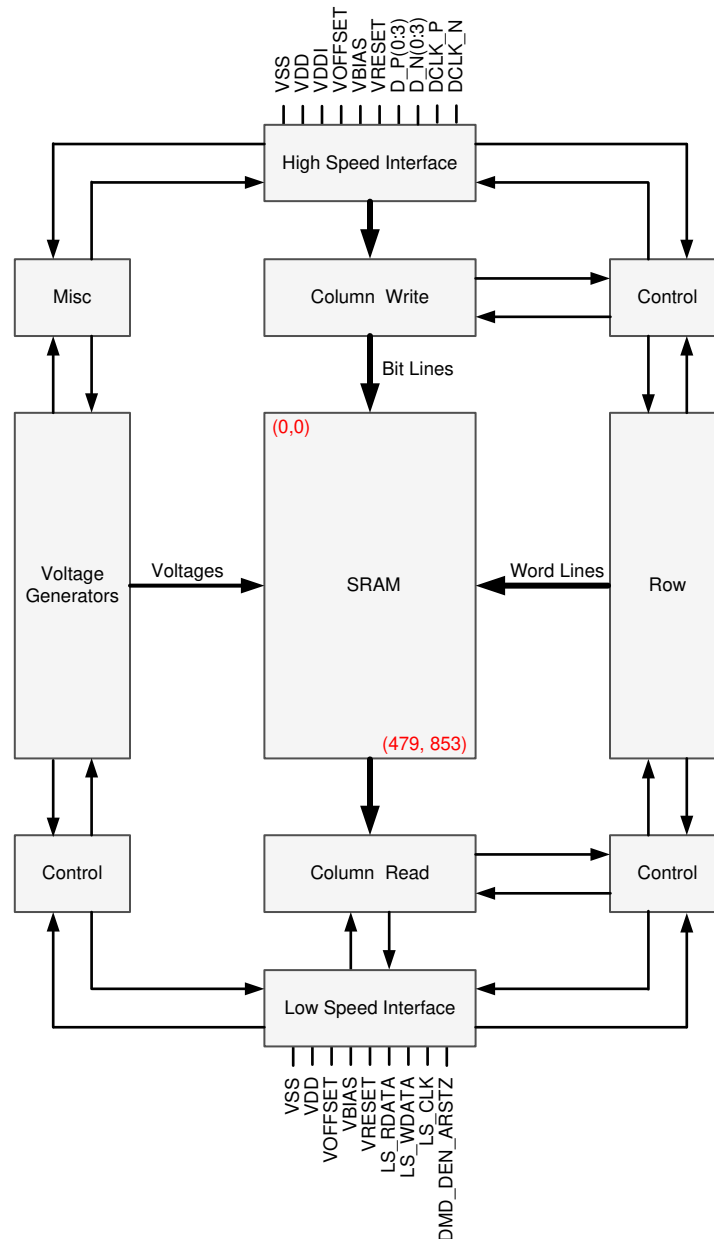 VSS
VDD
VDDI
VOFFSET
VBIAS
VRESET
D_P(0:3)
D_N(0:3)
DCLK_P
DCLK_N
High Speed Interface
Misc
Column Write
Control
Bit Lines
(0,0)
Voltage
Generators
Voltages
SRAM
Word Lines
Row
(479, 853)
Control
Column Read
Control
Low Speed Interface
VSS
VDD
VOFFSET
VBIAS
VRESET
LS_RDATA
LS_WDATA
LS_CLK
DMD_DEN_ARSTZ